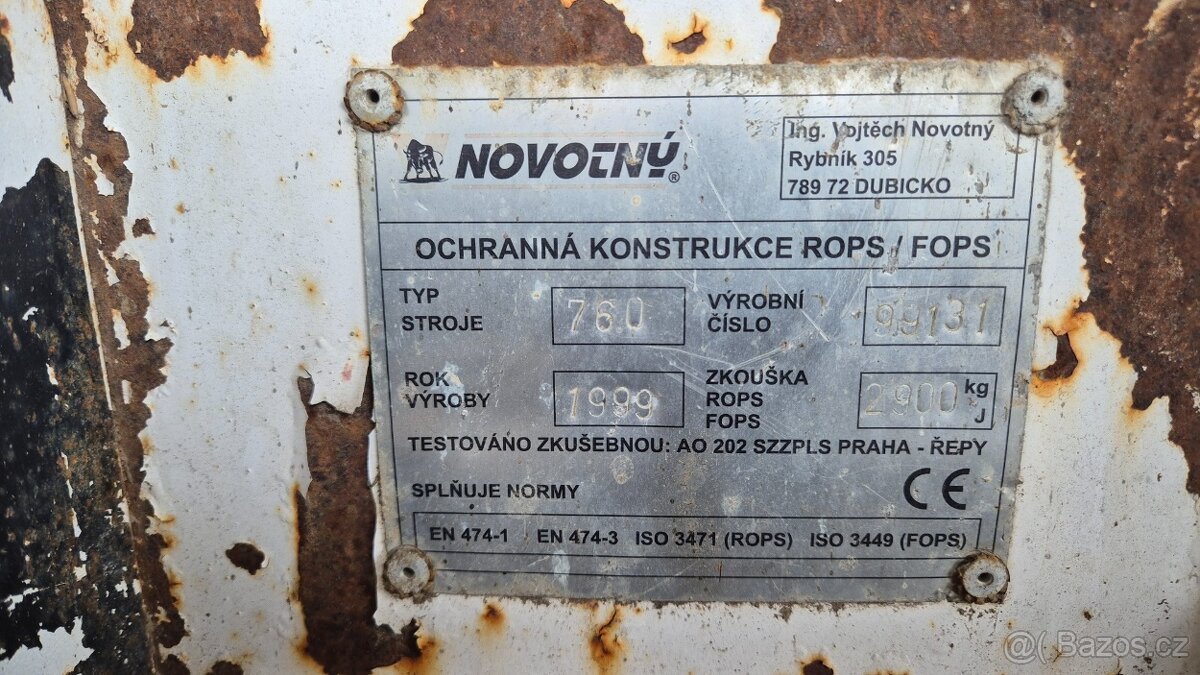 NOVOTNÝ®
Ing. Vojtěch Novotný
Rybník 305
789 72 DUBICKO
OCHRANNÁ KONSTRUKCE ROPS / FOPS
TYP STROJE 760
VÝROBNÍ ČÍSLO 99131
ROK VÝROBY 1999
ZKOUŠKA ROPS FOPS 2900 kg J
TESTOVÁNO ZKUŠEBNOU: AO 202 SZZPLS PRAHA - ŘEPY
SPLŇUJE NORMY CE
EN 474-1 EN 474-3 ISO 3471 (ROPS) ISO 3449 (FOPS)
Bazos.cz